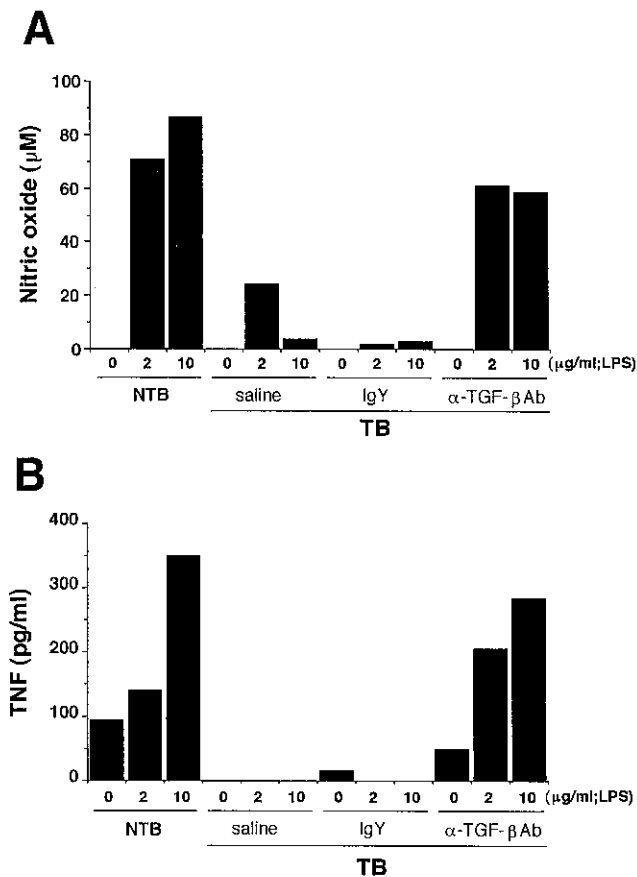 A
Nitric oxide (μM)
100
80
60
40
20
0
0 2 10 0 2 10 0 2 10 0 2 10 (μg/ml;LPS)
NTB saline IgY α-TGF-βAb
TB
B
TNF (pg/ml)
400
300
200
100
0
0 2 10 0 2 10 0 2 10 0 2 10 (μg/ml;LPS)
NTB saline IgY α-TGF-βAb
TB